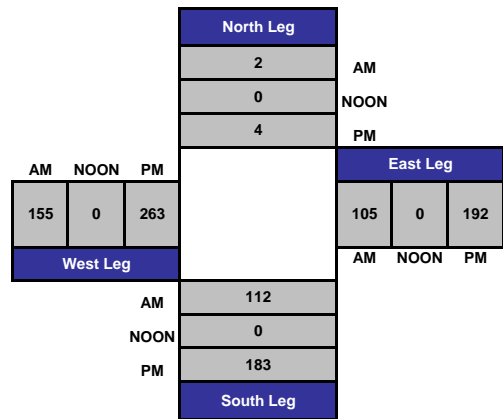 North Leg
2 AM
0 NOON
4 PM
East Leg
AM NOON PM
155 0 263
105 0 192
West Leg
AM NOON PM
AM 112
NOON 0
PM 183
South Leg